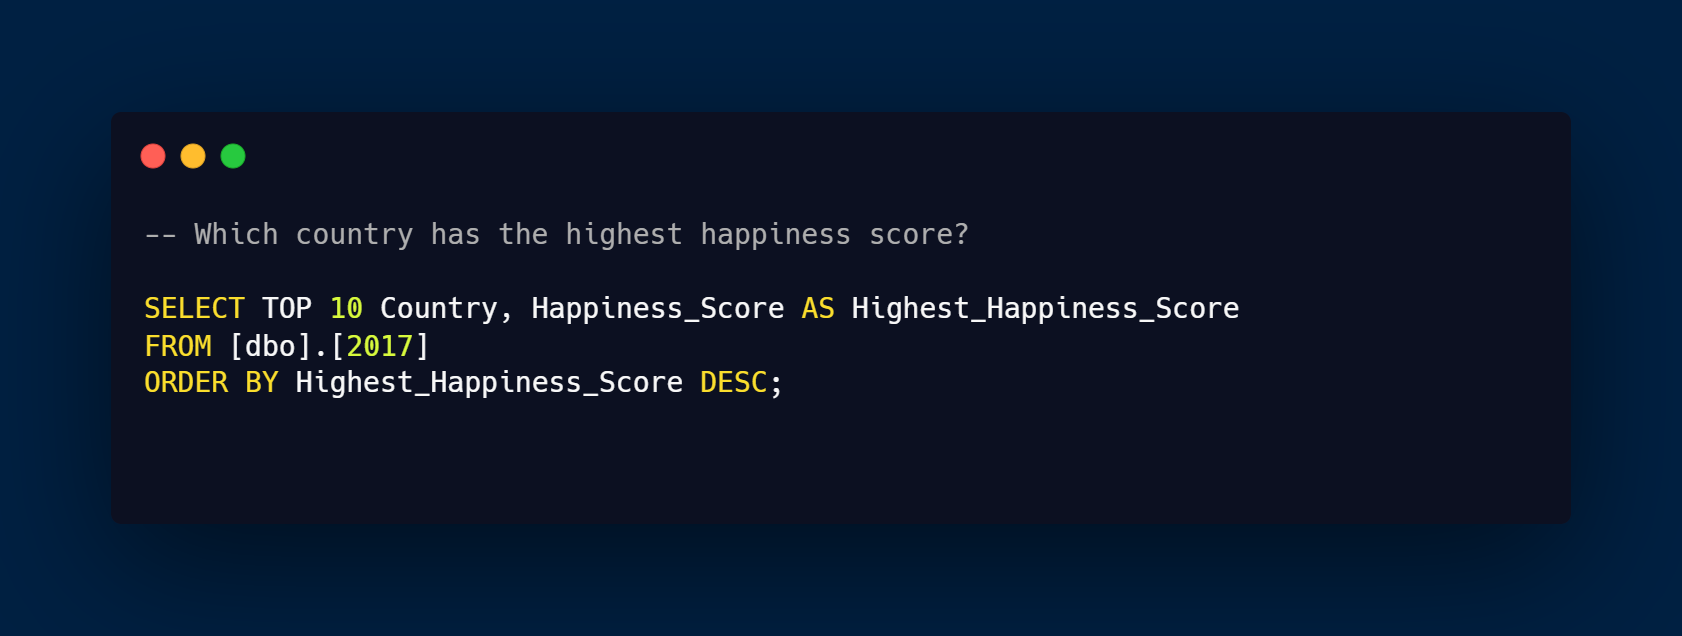 -- Which country has the highest happiness score?
SELECT TOP 10 Country, Happiness_Score AS Highest_Happiness_Score
FROM [dbo].[2017]
ORDER BY Highest_Happiness_Score DESC;